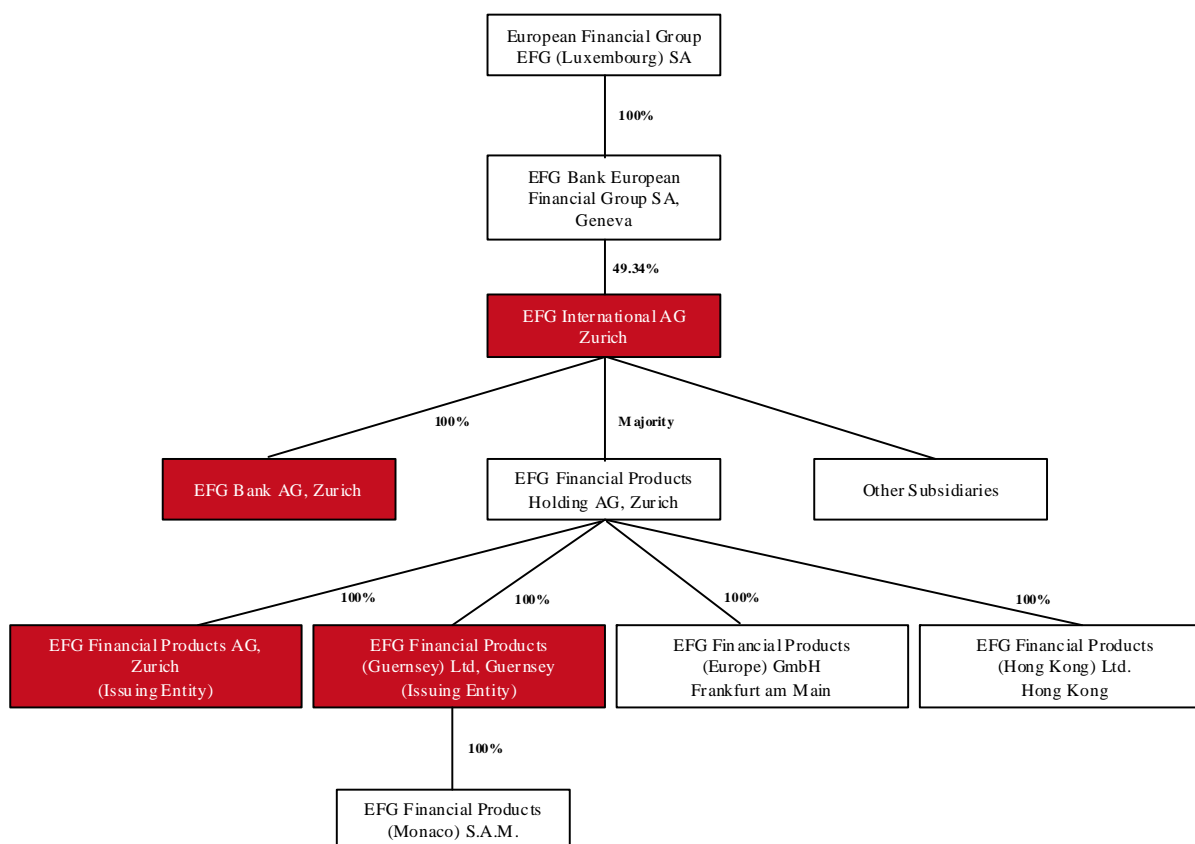 European Financial Group
EFG (Luxembourg) SA
100%
EFG Bank European
Financial Group SA,
Geneva
49.34%
EFG International AG
Zurich
100%
Majority
EFG Bank AG, Zurich
EFG Financial Products
Holding AG, Zurich
Other Subsidiaries
100%
100%
100%
100%
EFG Financial Products AG,
Zurich
(Issuing Entity)
EFG Financial Products
(Guernsey) Ltd, Guernsey
(Issuing Entity)
EFG Financial Products
(Europe) GmbH
Frankfurt am Main
EFG Financial Products
(Hong Kong) Ltd.
Hong Kong
100%
EFG Financial Products
(Monaco) S.A.M.